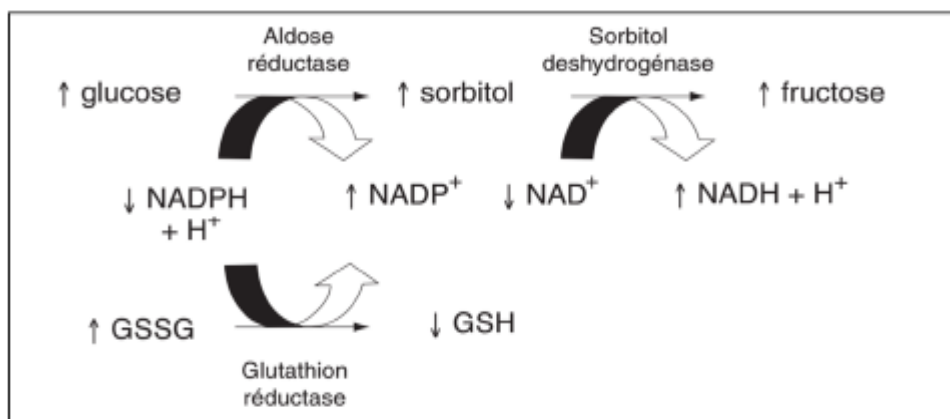 Aldose
réductase
Sorbitol
deshydrogénase
↑ glucose
↑ sorbitol
↑ fructose
↓ NADPH
+ H⁺
↑ NADP⁺
↓ NAD⁺
↑ NADH + H⁺
↑ GSSG
↓ GSH
Glutathion
réductase